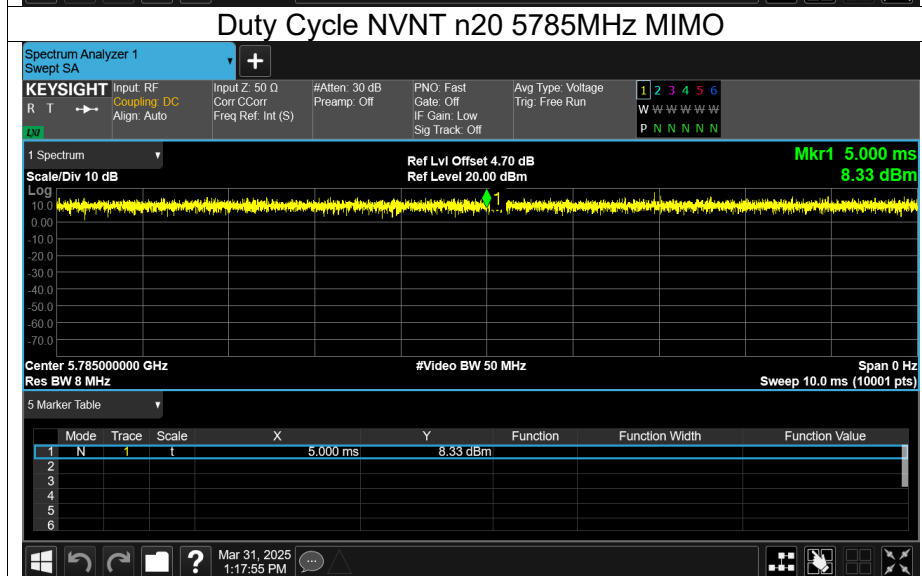 Duty Cycle NVNT n20 5785MHz MIMO
Spectrum Analyzer 1
Swept SA
+
KEYSIGHT Input: RF Input Z: 50 Ω #Atten: 30 dB PNO: Fast Avg Type: Voltage 1 2 3 4 5 6
R T Coupling: DC Corr CCorr Preamp: Off Gate: Off Trig: Free Run W W W W W W
Align: Auto Freq Ref: Int (S) IF Gain: Low
LXI Sig Track: Off P N N N N N
1 Spectrum Ref Lvl Offset 4.70 dB Mkr1 5.000 ms
Scale/Div 10 dB Ref Level 20.00 dBm 8.33 dBm
Log
10.0 1
0.00
-10.0
-20.0
-30.0
-40.0
-50.0
-60.0
-70.0
Center 5.785000000 GHz #Video BW 50 MHz Span 0 Hz
Res BW 8 MHz Sweep 10.0 ms (10001 pts)
5 Marker Table
Mode Trace Scale X Y Function Function Width Function Value
1 N 1 t 5.000 ms 8.33 dBm
2
3
4
5
6
? Mar 31, 2025
1:17:55 PM